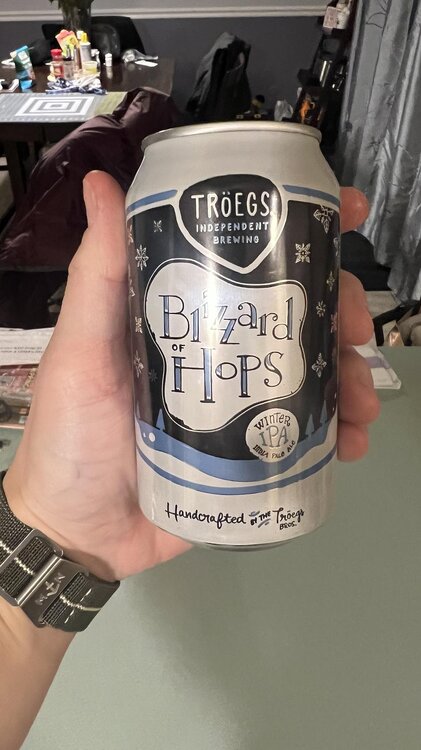 TRÖEGS
INDEPENDENT
BREWING
Blizzard
OF
HOPS
WINTER
IPA
INDIA PALE ALE
Handcrafted BY THE Tröegs
BROS.